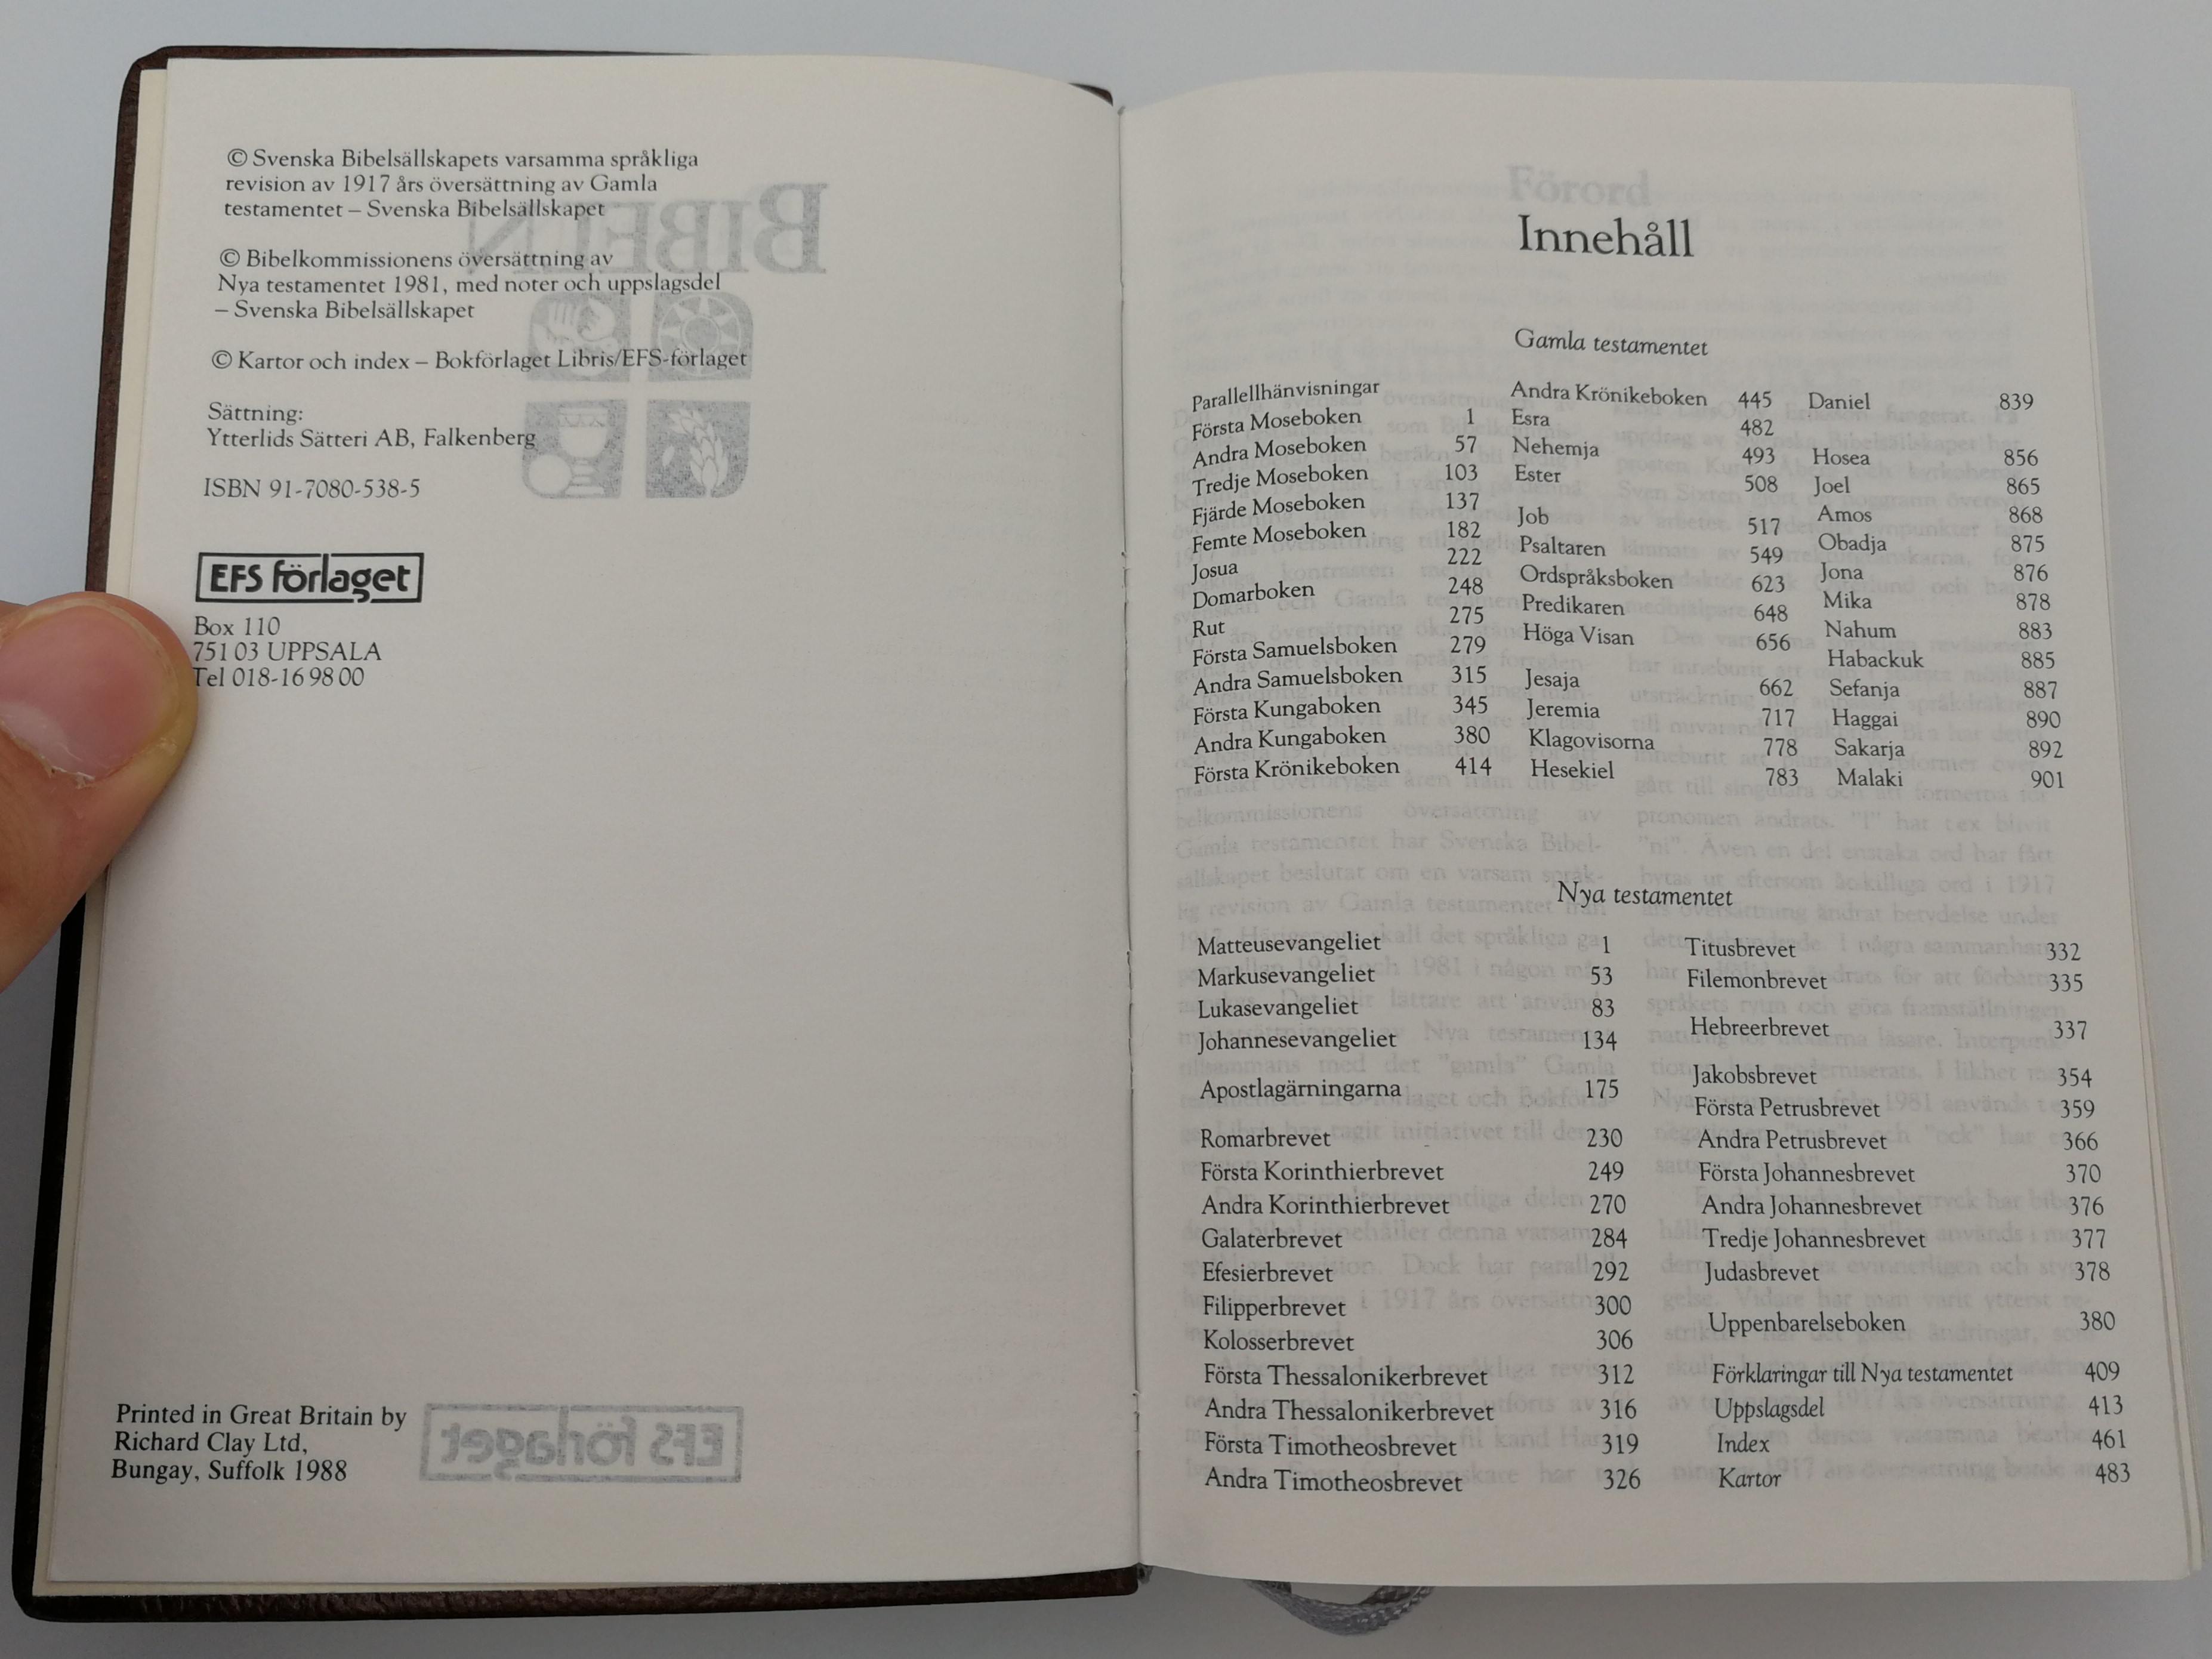 © Svenska Bibelsällskapets varsamma språkliga
revision av 1917 års översättning av Gamla
testamentet – Svenska Bibelsällskapet
© Bibelkommissionens översättning av
Nya testamentet 1981, med noter och uppslagsdel
– Svenska Bibelsällskapet
© Kartor och index – Bokförlaget Libris/EFS-förlaget
Sättning:
Ytterlids Sätteri AB, Falkenberg
ISBN 91-7080-538-5
EFS förlaget
Box 110
751 03 UPPSALA
Tel 018-16 98 00
Printed in Great Britain by
Richard Clay Ltd,
Bungay, Suffolk 1988
Innehåll
Gamla testamentet
Parallellhänvisningar
Första Moseboken 1
Andra Moseboken 57
Tredje Moseboken 103
Fjärde Moseboken 137
Femte Moseboken 182
Josua 222
Domarboken 248
Rut 275
Första Samuelsboken 279
Andra Samuelsboken 315
Första Kungaboken 345
Andra Kungaboken 380
Första Krönikeboken 414
Andra Krönikeboken 445
Esra 482
Nehemja 493
Ester 508
Job 517
Psaltaren 549
Ordspråksboken 623
Predikaren 648
Höga Visan 656
Jesaja 662
Jeremia 717
Klagovisorna 778
Hesekiel 783
Daniel 839
Hosea 856
Joel 865
Amos 868
Obadja 875
Jona 876
Mika 878
Nahum 883
Habackuk 885
Sefanja 887
Haggai 890
Sakarja 892
Malaki 901
Nya testamentet
Matteusevangeliet 1
Markusevangeliet 53
Lukasevangeliet 83
Johannesevangeliet 134
Apostlagärningarna 175
Romarbrevet 230
Första Korinthierbrevet 249
Andra Korinthierbrevet 270
Galaterbrevet 284
Efesierbrevet 292
Filipperbrevet 300
Kolosserbrevet 306
Första Thessalonikerbrevet 312
Andra Thessalonikerbrevet 316
Första Timotheosbrevet 319
Andra Timotheosbrevet 326
Titusbrevet 332
Filemonbrevet 335
Hebreerbrevet 337
Jakobsbrevet 354
Första Petrusbrevet 359
Andra Petrusbrevet 366
Första Johannesbrevet 370
Andra Johannesbrevet 376
Tredje Johannesbrevet 377
Judasbrevet 378
Uppenbarelseboken 380
Förklaringar till Nya testamentet 409
Uppslagsdel 413
Index 461
Kartor 483